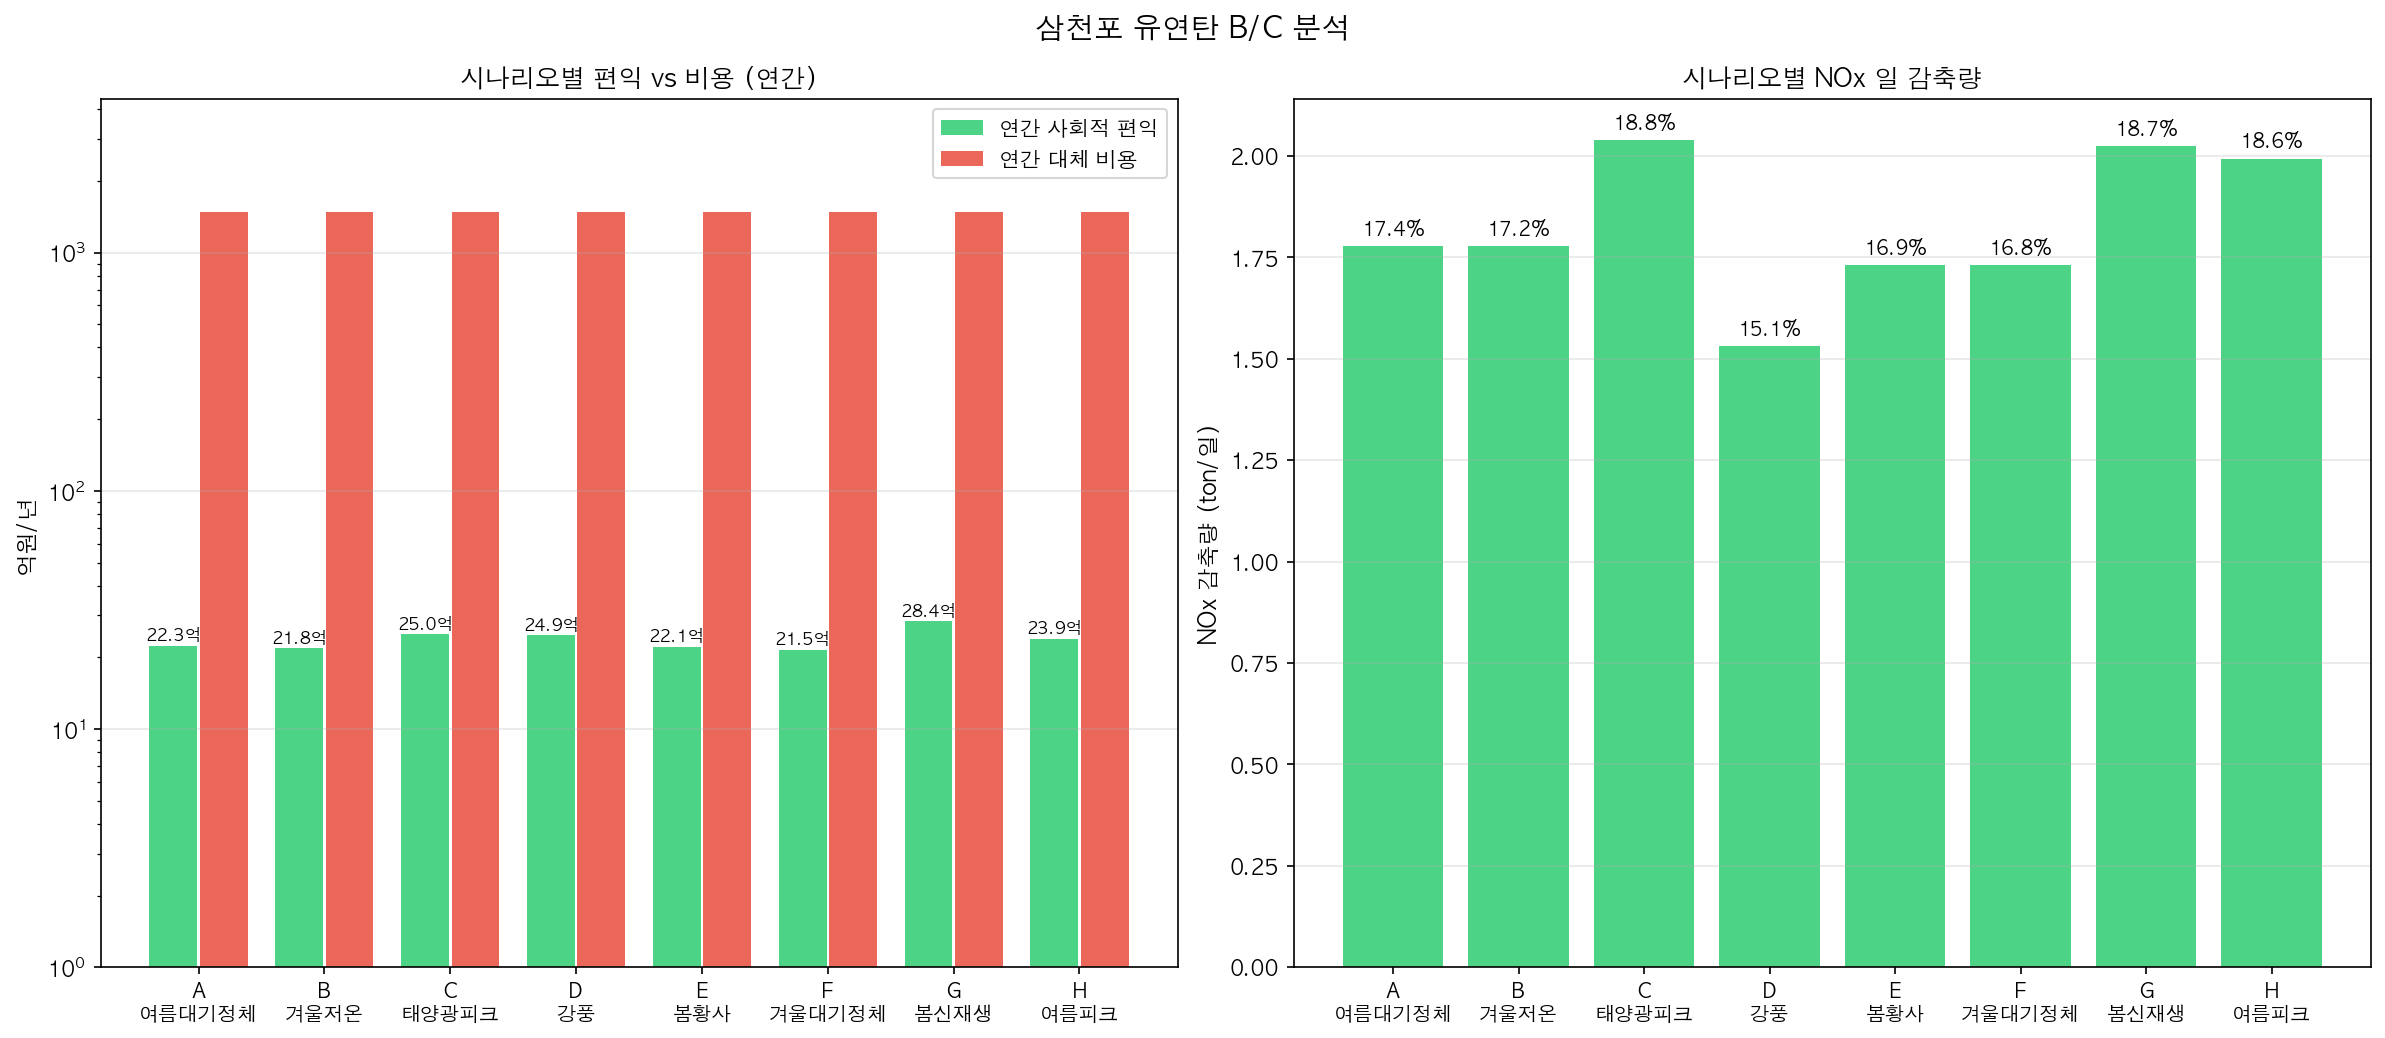 삼천포 유연탄 B/C 분석
시나리오별 편익 vs 비용 (연간)
억원/년
10³
10²
10¹
10⁰
연간 사회적 편익
연간 대체 비용
22.3억
21.8억
25.0억
24.9억
22.1억
21.5억
28.4억
23.9억
A
여름대기정체
B
겨울저온
C
태양광피크
D
강풍
E
봄황사
F
겨울대기정체
G
봄신재생
H
여름피크
시나리오별 NOx 일 감축량
NOx 감축량 (ton/일)
2.00
1.75
1.50
1.25
1.00
0.75
0.50
0.25
0.00
17.4%
17.2%
18.8%
15.1%
16.9%
16.8%
18.7%
18.6%
A
여름대기정체
B
겨울저온
C
태양광피크
D
강풍
E
봄황사
F
겨울대기정체
G
봄신재생
H
여름피크